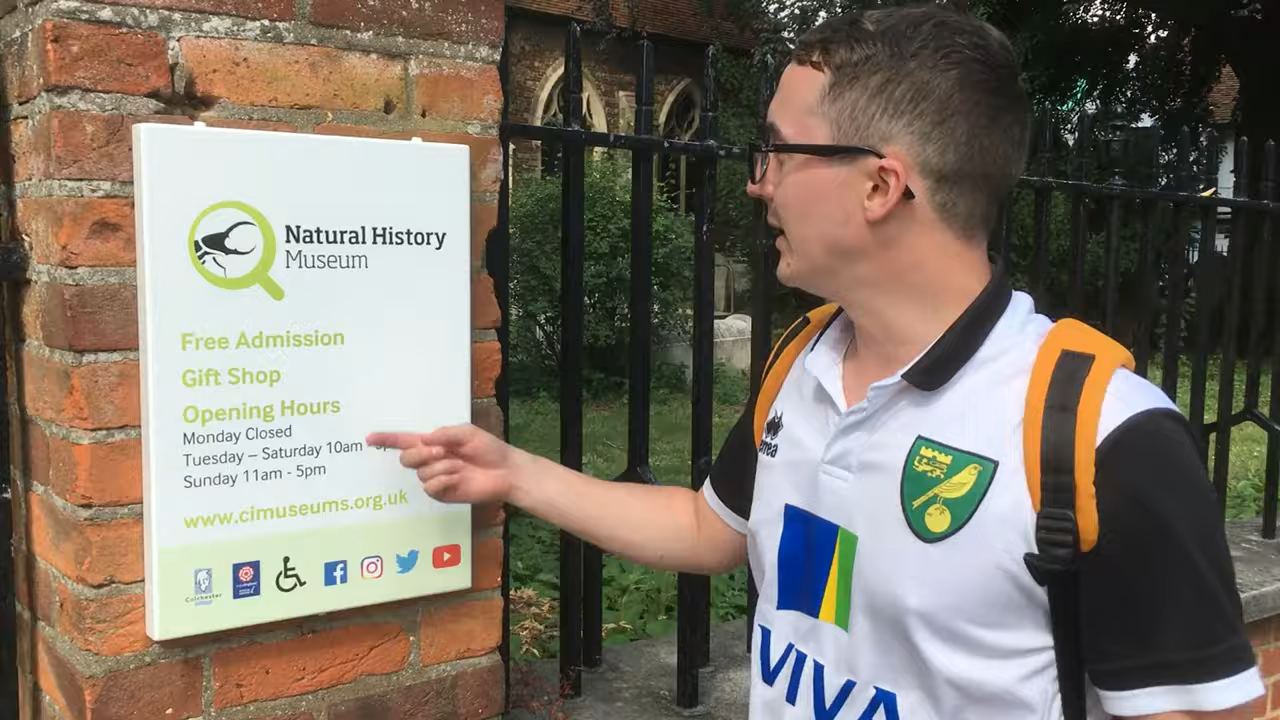 Natural History
Museum
Free Admission
Gift Shop
Opening Hours
Monday Closed
Tuesday – Saturday 10am
Sunday 11am - 5pm
www.cimuseums.org.uk
Colchester
VIVA